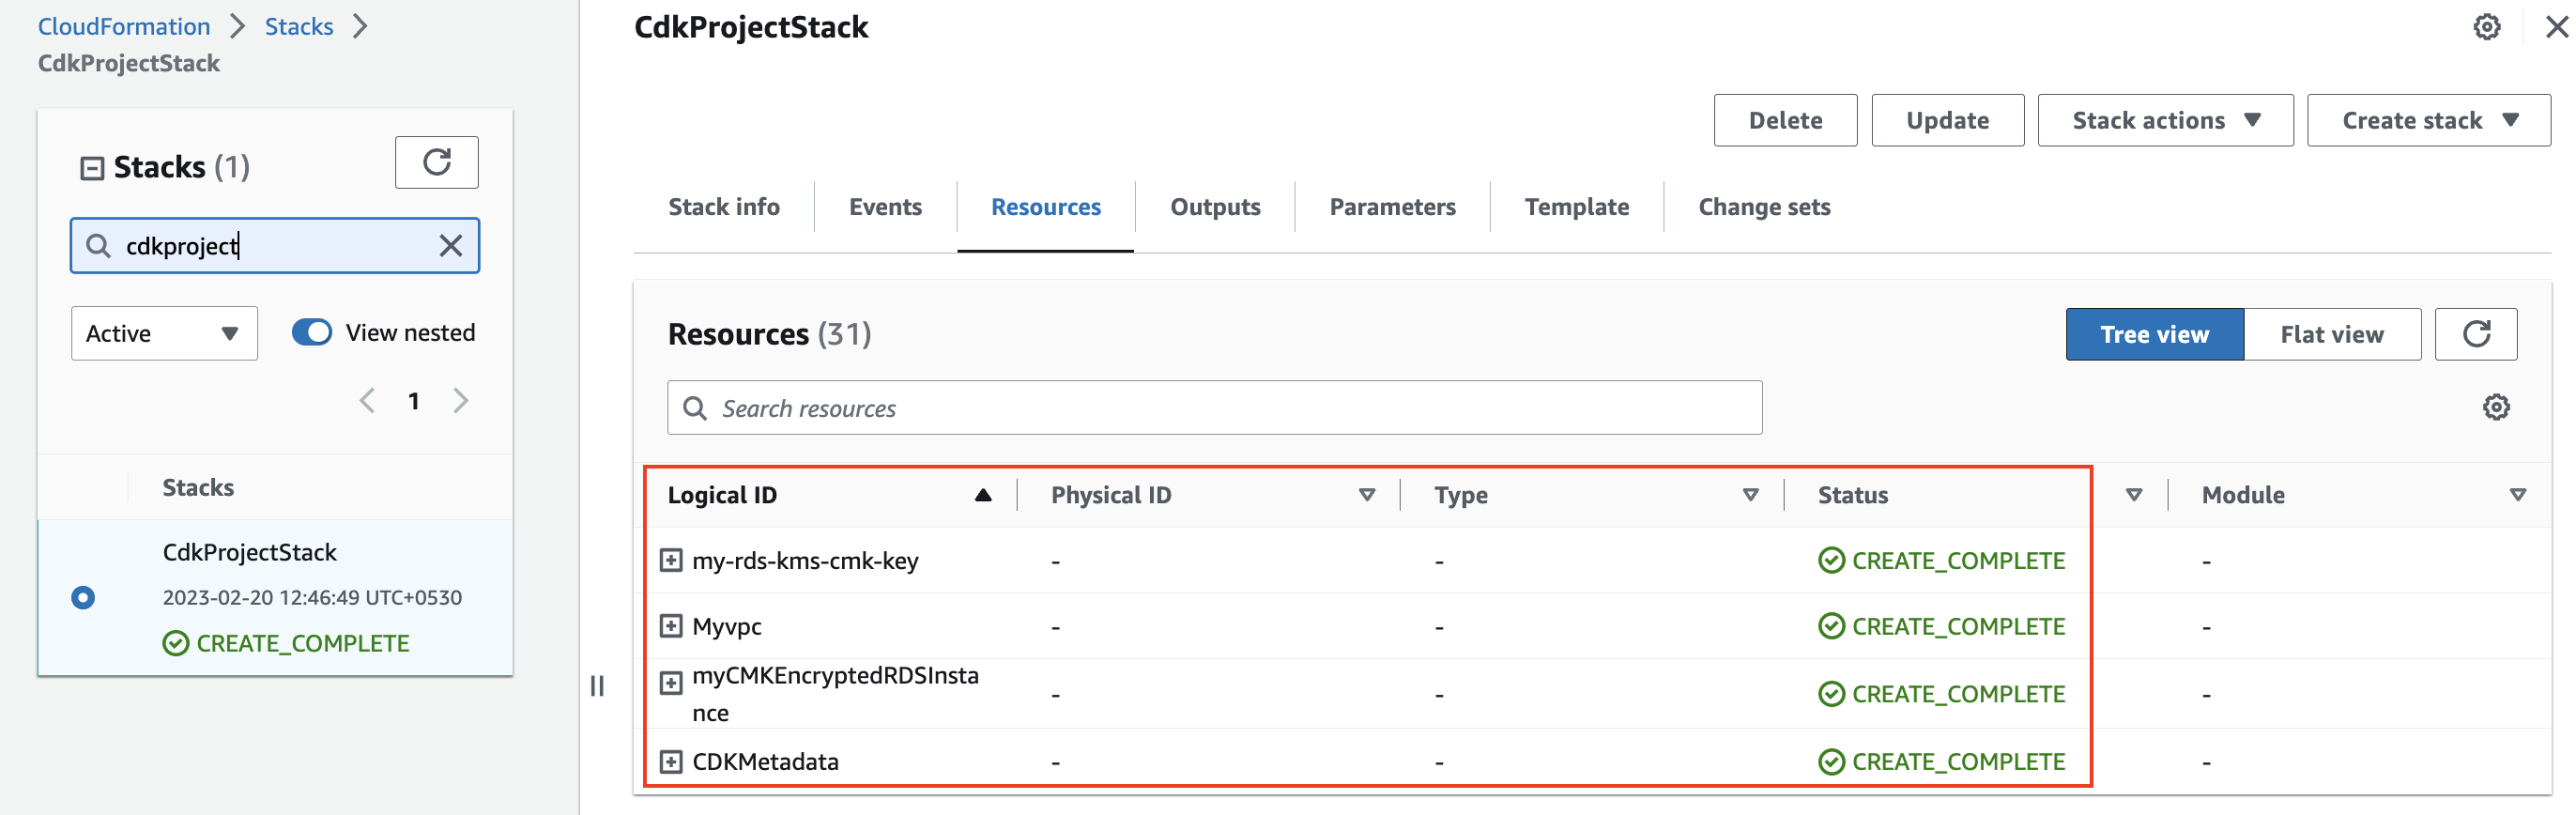 CloudFormation > Stacks >
CdkProjectStack
Stacks (1)
cdkproject
Active
View nested
1
Stacks
CdkProjectStack
2023-02-20 12:46:49 UTC+0530
CREATE_COMPLETE
CdkProjectStack
Delete Update Stack actions Create stack
Stack info Events Resources Outputs Parameters Template Change sets
Resources (31)
Tree view Flat view
Search resources
Logical ID Physical ID Type Status Module
my-rds-kms-cmk-key - - CREATE_COMPLETE -
Myvpc - - CREATE_COMPLETE -
myCMKEncryptedRDSInsta
nce - - CREATE_COMPLETE -
CDKMetadata - - CREATE_COMPLETE -